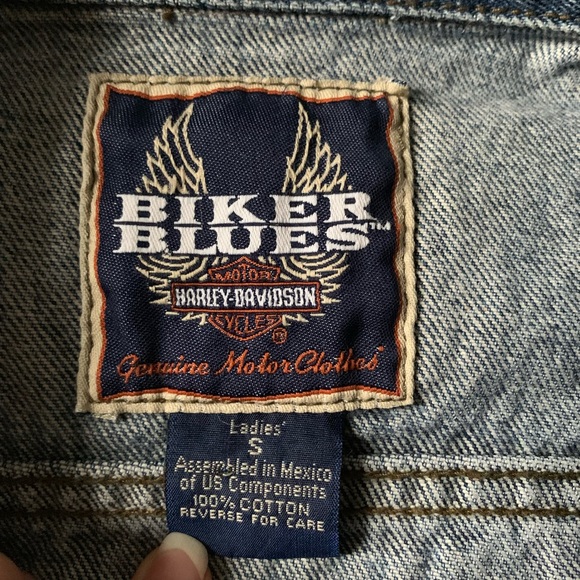 BIKER
BLUES™
MOTOR
HARLEY-DAVIDSON
CYCLES®
Genuine MotorClothes
Ladies'
S
Assembled in Mexico
of US Components
100% COTTON
REVERSE FOR CARE